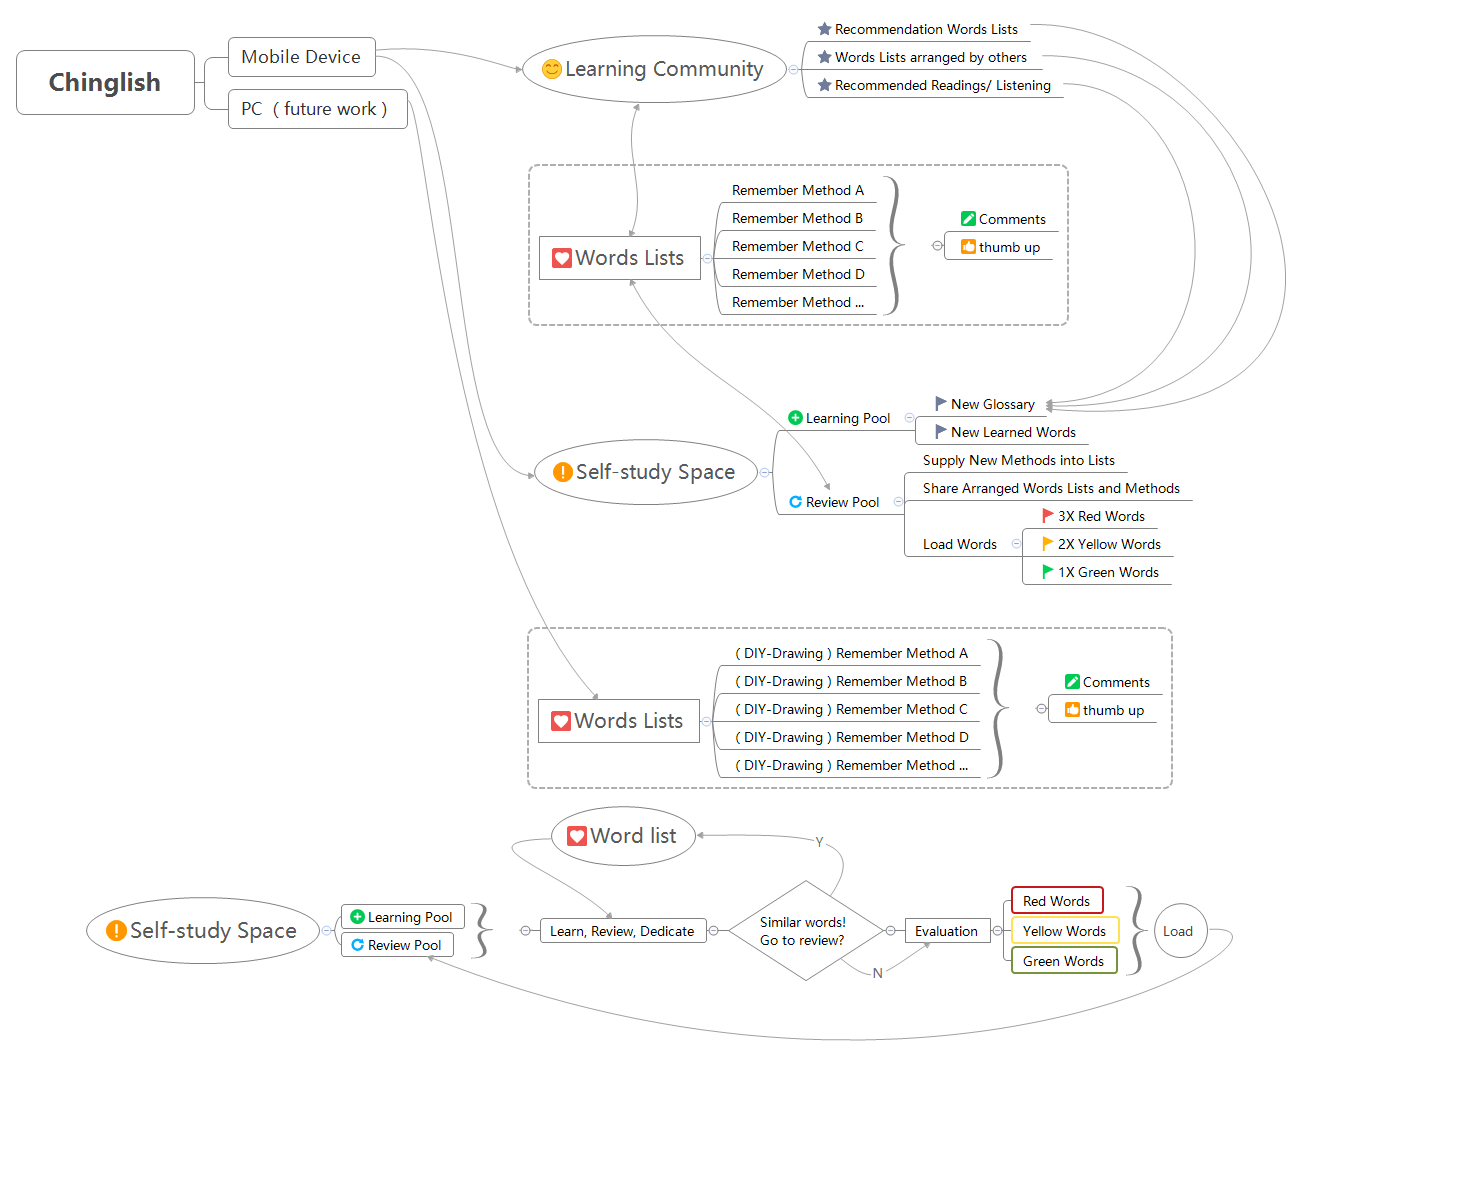 Chinglish
Mobile Device
PC ( future work )
Learning Community
Recommendation Words Lists
Words Lists arranged by others
Recommended Readings/ Listening
Words Lists
Remember Method A
Remember Method B
Remember Method C
Remember Method D
Remember Method ...
Comments
thumb up
Self-study Space
Learning Pool
New Glossary
New Learned Words
Review Pool
Supply New Methods into Lists
Share Arranged Words Lists and Methods
Load Words
3X Red Words
2X Yellow Words
1X Green Words
Words Lists
( DIY-Drawing ) Remember Method A
( DIY-Drawing ) Remember Method B
( DIY-Drawing ) Remember Method C
( DIY-Drawing ) Remember Method D
( DIY-Drawing ) Remember Method ...
Comments
thumb up
Word list
Y
Self-study Space
Learning Pool
Review Pool
Learn, Review, Dedicate
Similar words!
Go to review?
N
Evaluation
Red Words
Yellow Words
Green Words
Load